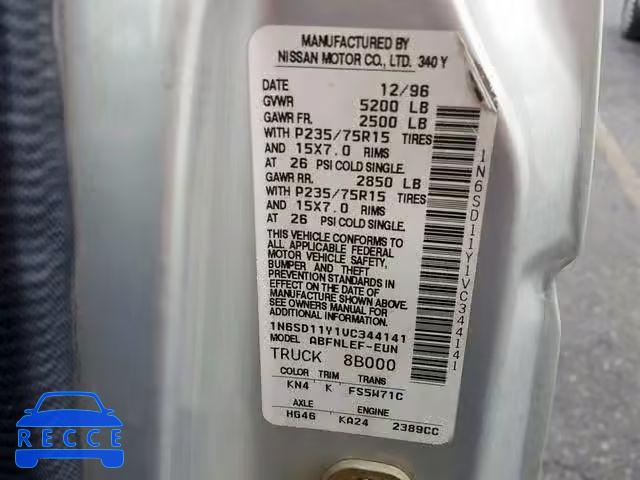 MANUFACTURED BY
NISSAN MOTOR CO., LTD. 340 Y
DATE 12/96
GVWR 5200 LB
GAWR FR. 2500 LB
WITH P235/75R15 TIRES
AND 15X7.0 RIMS
AT 26 PSI COLD SINGLE.
GAWR RR. 2850 LB
WITH P235/75R15 TIRES
AND 15X7.0 RIMS
AT 26 PSI COLD SINGLE.
THIS VEHICLE CONFORMS TO
ALL APPLICABLE FEDERAL
MOTOR VEHICLE SAFETY,
BUMPER AND THEFT
PREVENTION STANDARDS IN
EFFECT ON THE DATE OF
MANUFACTURE SHOWN ABOVE.
SEE OWNERS MANUAL FOR
ADDITIONAL INFORMATION.
1N6SD11Y1VC344141
MODEL ABFNLEF-EUN
TRUCK 8B000
COLOR TRIM TRANS
KN4 K FS5W71C
AXLE ENGINE
HG46 KA24 2389CC
1N6SD11Y1VC344141
RECCE